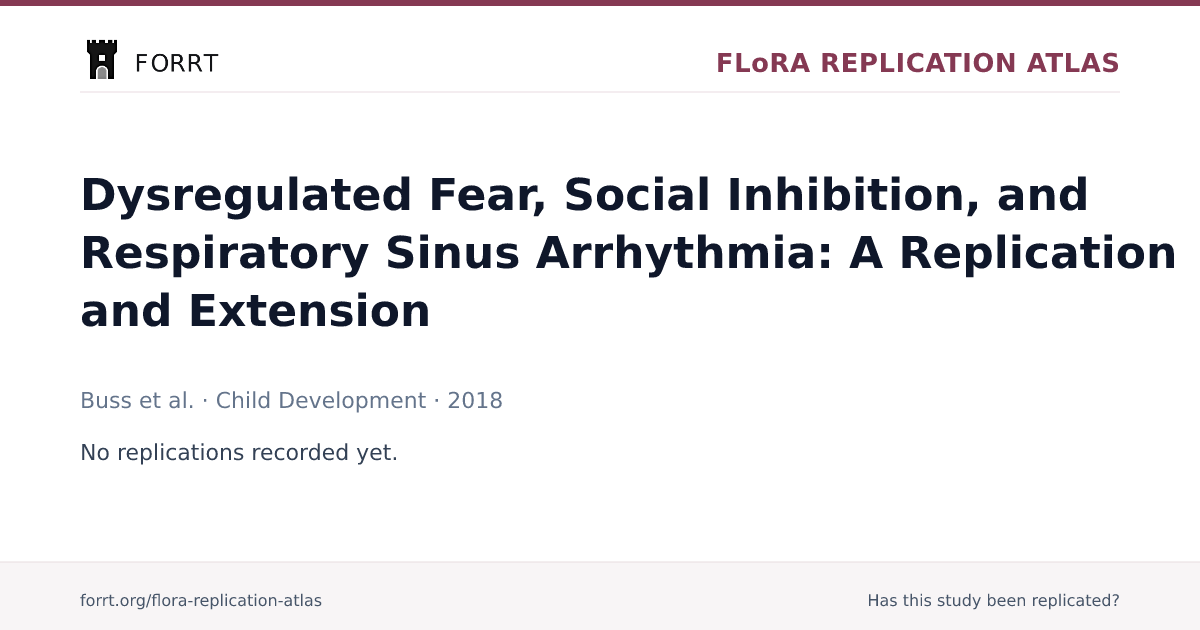 FORRT
FLoRA REPLICATION ATLAS
Dysregulated Fear, Social Inhibition, and
Respiratory Sinus Arrhythmia: A Replication
and Extension
Buss et al. · Child Development · 2018
No replications recorded yet.
forrt.org/flora-replication-atlas
Has this study been replicated?